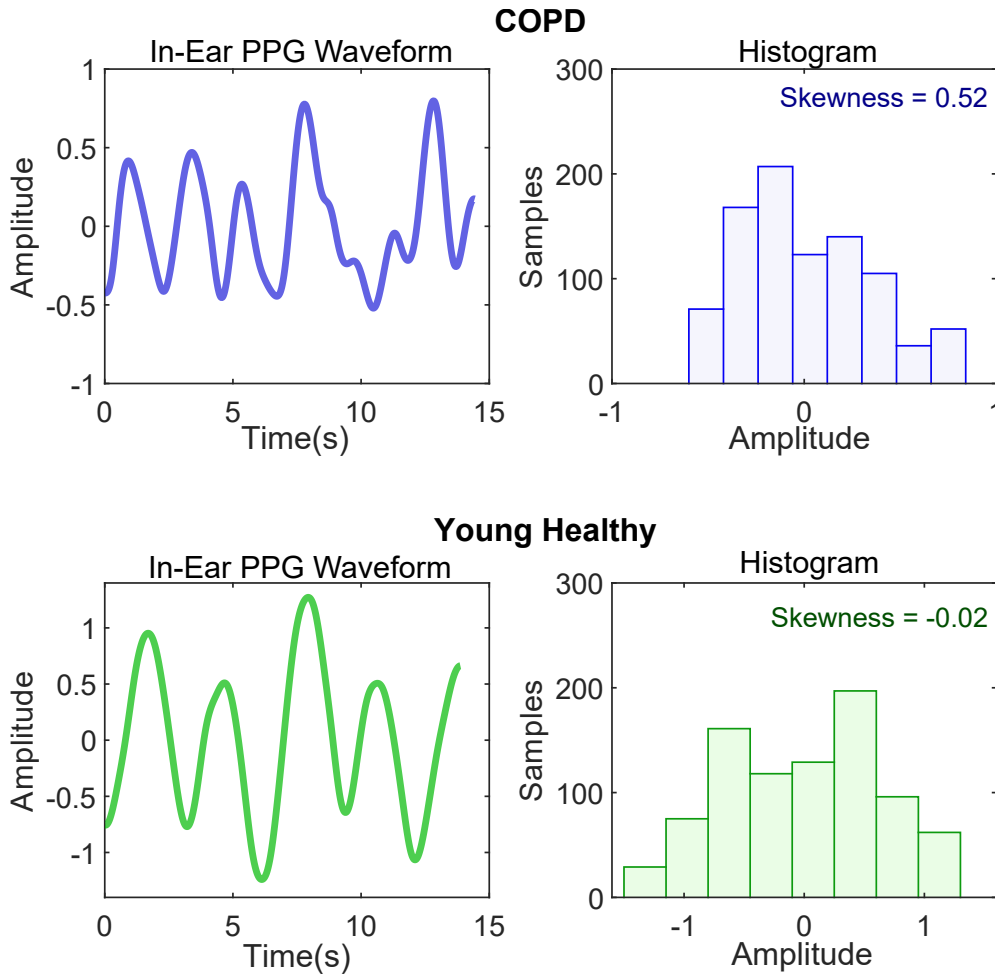 COPD
In-Ear PPG Waveform
Amplitude
1
0.5
0
-0.5
-1
0 5 10 15
Time(s)
Histogram
Skewness = 0.52
Samples
300
200
100
0
-1 0 1
Amplitude
Young Healthy
In-Ear PPG Waveform
Amplitude
1
0.5
0
-0.5
-1
0 5 10 15
Time(s)
Histogram
Skewness = -0.02
Samples
300
200
100
0
-1 0 1
Amplitude